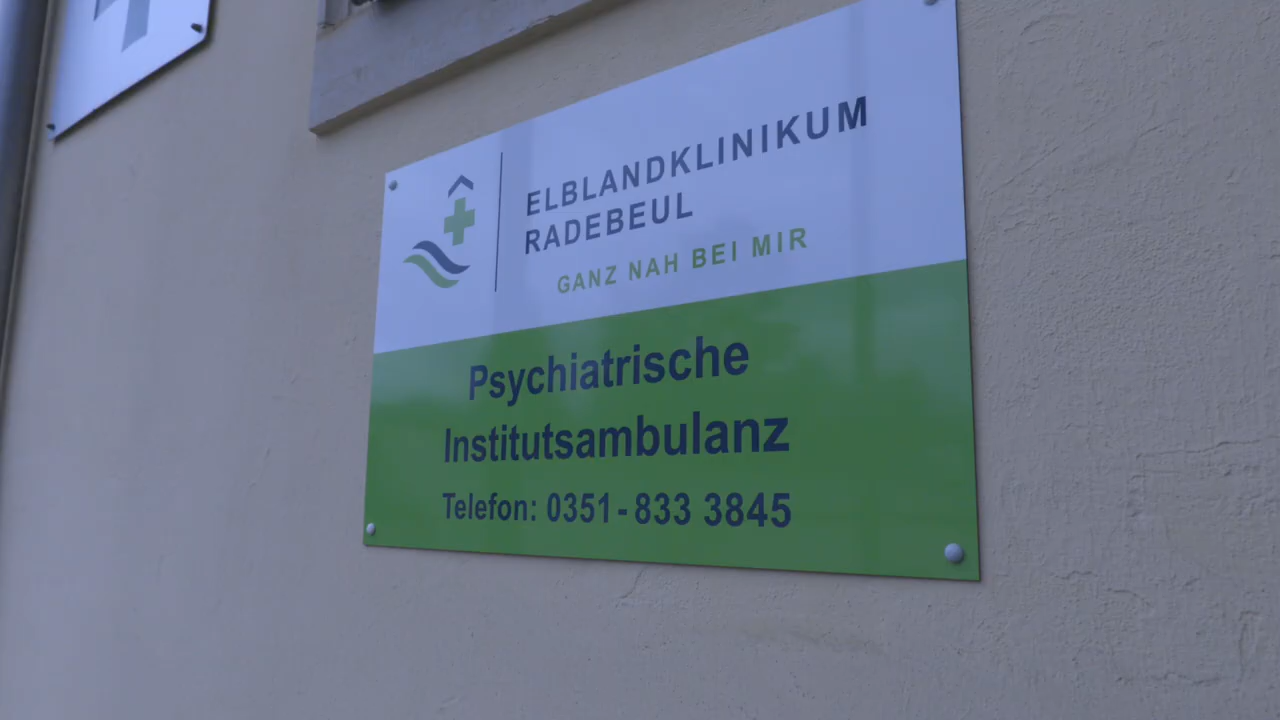 ELBLANDKLINIKUM
RADEBEUL
GANZ NAH BEI MIR
Psychiatrische
Institutsambulanz
Telefon: 0351-833 3845